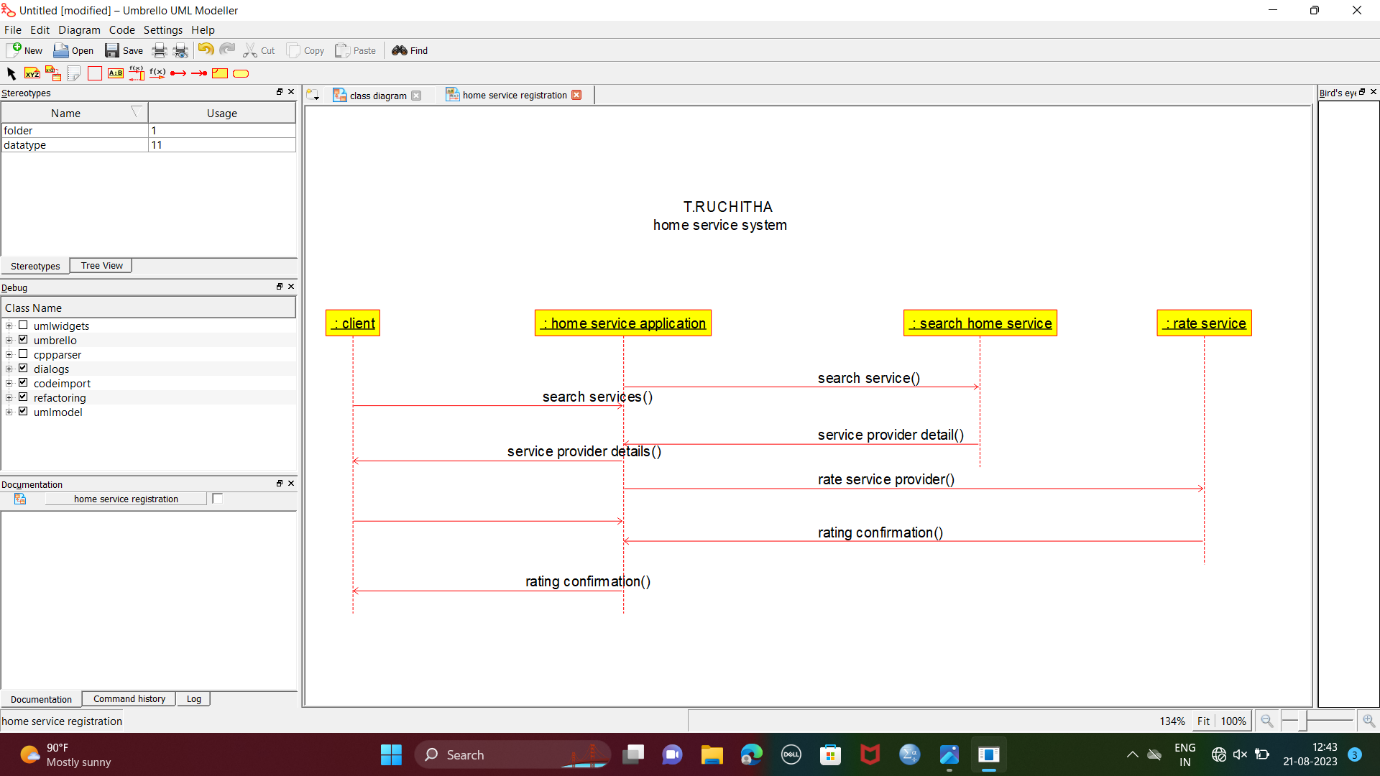 Untitled [modified] – Umbrello UML Modeller
File Edit Diagram Code Settings Help
New Open Save Cut Copy Paste Find
XYZ A:B f(x) f(x)
Stereotypes
Name Usage
folder 1
datatype 11
Stereotypes Tree View
Debug
Class Name
umlwidgets
umbrello
cppparser
dialogs
codeimport
refactoring
umlmodel
Documentation
home service registration
Documentation Command history Log
home service registration
class diagram home service registration
Bird's eye
T.RUCHITHA
home service system
: client : home service application : search home service : rate service
search service()
search services()
service provider detail()
service provider details()
rate service provider()
rating confirmation()
rating confirmation()
134% Fit 100%
90°F
Mostly sunny
Search
DELL
ENG
IN
12:43
21-08-2023
3